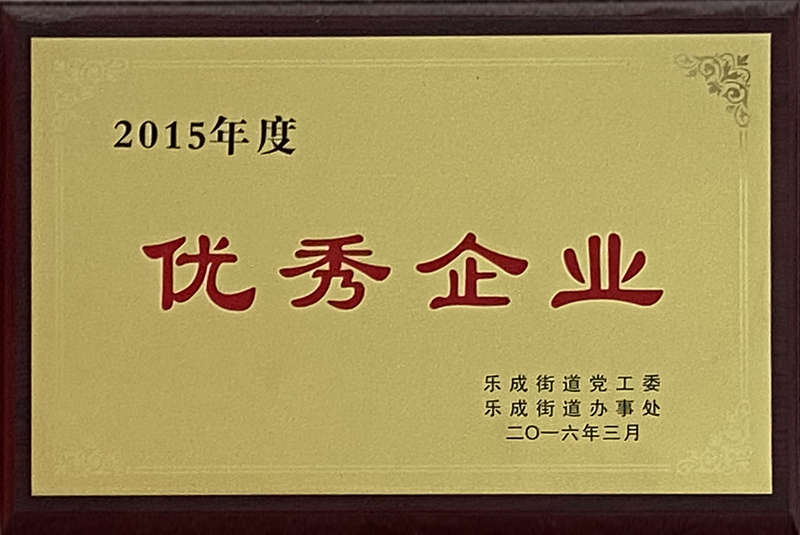 2015年度
优秀企业
乐成街道党工委
乐成街道办事处
二〇一六年三月